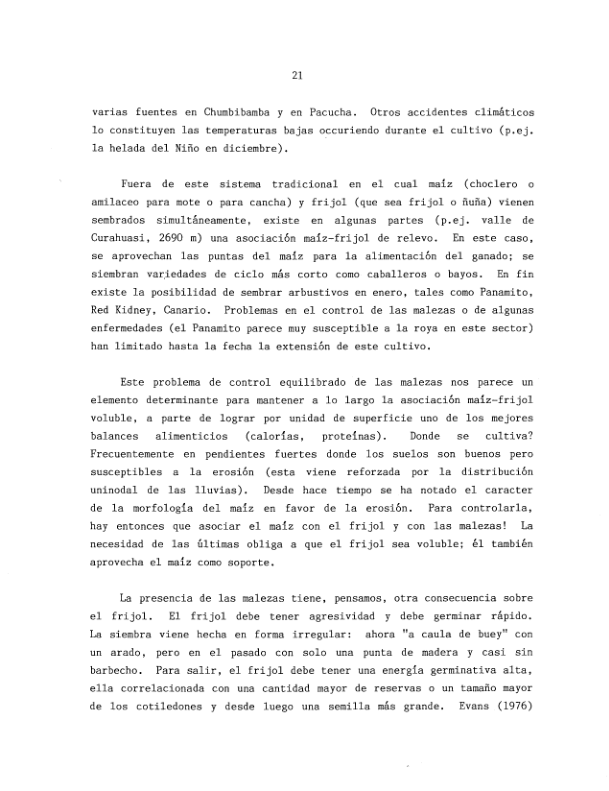 21
varias fuentes en Chumbibamba y en Pacucha. Otros accidentes climáticos
lo constituyen las temperaturas bajas occuriendo durante el cultivo (p.ej.
la helada del Niño en diciembre).
Fuera de este sistema tradicional en el cual maíz (choclero o
amilaceo para mote o para cancha) y frijol (que sea frijol o ñuña) vienen
sembrados simultáneamente, existe en algunas partes (p.ej. valle de
Curahuasi, 2690 m) una asociación maíz-frijol de relevo. En este caso,
se aprovechan las puntas del maíz para la alimentación del ganado; se
siembran variedades de ciclo más corto como caballeros o bayos. En fin
existe la posibilidad de sembrar arbustivos en enero, tales como Panamito,
Red Kidney, Canario. Problemas en el control de las malezas o de algunas
enfermedades (el Panamito parece muy susceptible a la roya en este sector)
han limitado hasta la fecha la extensión de este cultivo.
Este problema de control equilibrado de las malezas nos parece un
elemento determinante para mantener a lo largo la asociación maíz-frijol
voluble, a parte de lograr por unidad de superficie uno de los mejores
balances alimenticios (calorías, proteínas). Donde se cultiva?
Frecuentemente en pendientes fuertes donde los suelos son buenos pero
susceptibles a la erosión (esta viene reforzada por la distribución
uninodal de las lluvias). Desde hace tiempo se ha notado el caracter
de la morfología del maíz en favor de la erosión. Para controlarla,
hay entonces que asociar el maíz con el frijol y con las malezas! La
necesidad de las últimas obliga a que el frijol sea voluble; él también
aprovecha el maíz como soporte.
La presencia de las malezas tiene, pensamos, otra consecuencia sobre
el frijol. El frijol debe tener agresividad y debe germinar rápido.
La siembra viene hecha en forma irregular: ahora "a caula de buey" con
un arado, pero en el pasado con solo una punta de madera y casi sin
barbecho. Para salir, el frijol debe tener una energía germinativa alta,
ella correlacionada con una cantidad mayor de reservas o un tamaño mayor
de los cotiledones y desde luego una semilla más grande. Evans (1976)